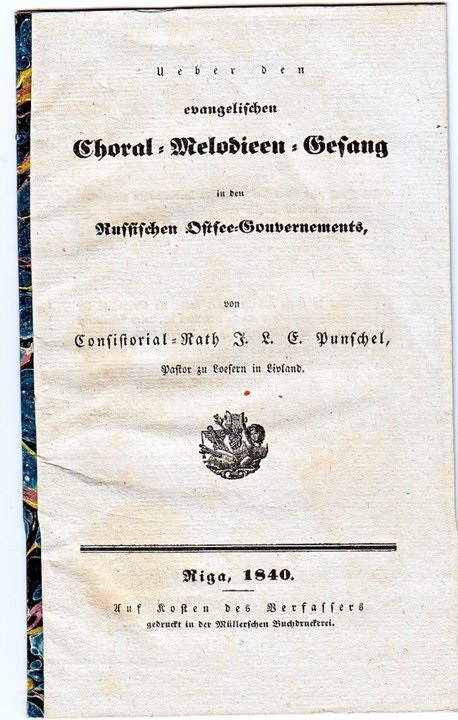 Ueber den
evangelischen
Choral-Melodieen-Gesang
in den
Russischen Ostsee-Gouvernements,
von
Consistorial-Rath J. L. E. Punschel,
Pastor zu Loesern in Livland.
Riga, 1840.
Auf Kosten des Verfassers
gedruckt in der Müllerschen Buchdruckerei.